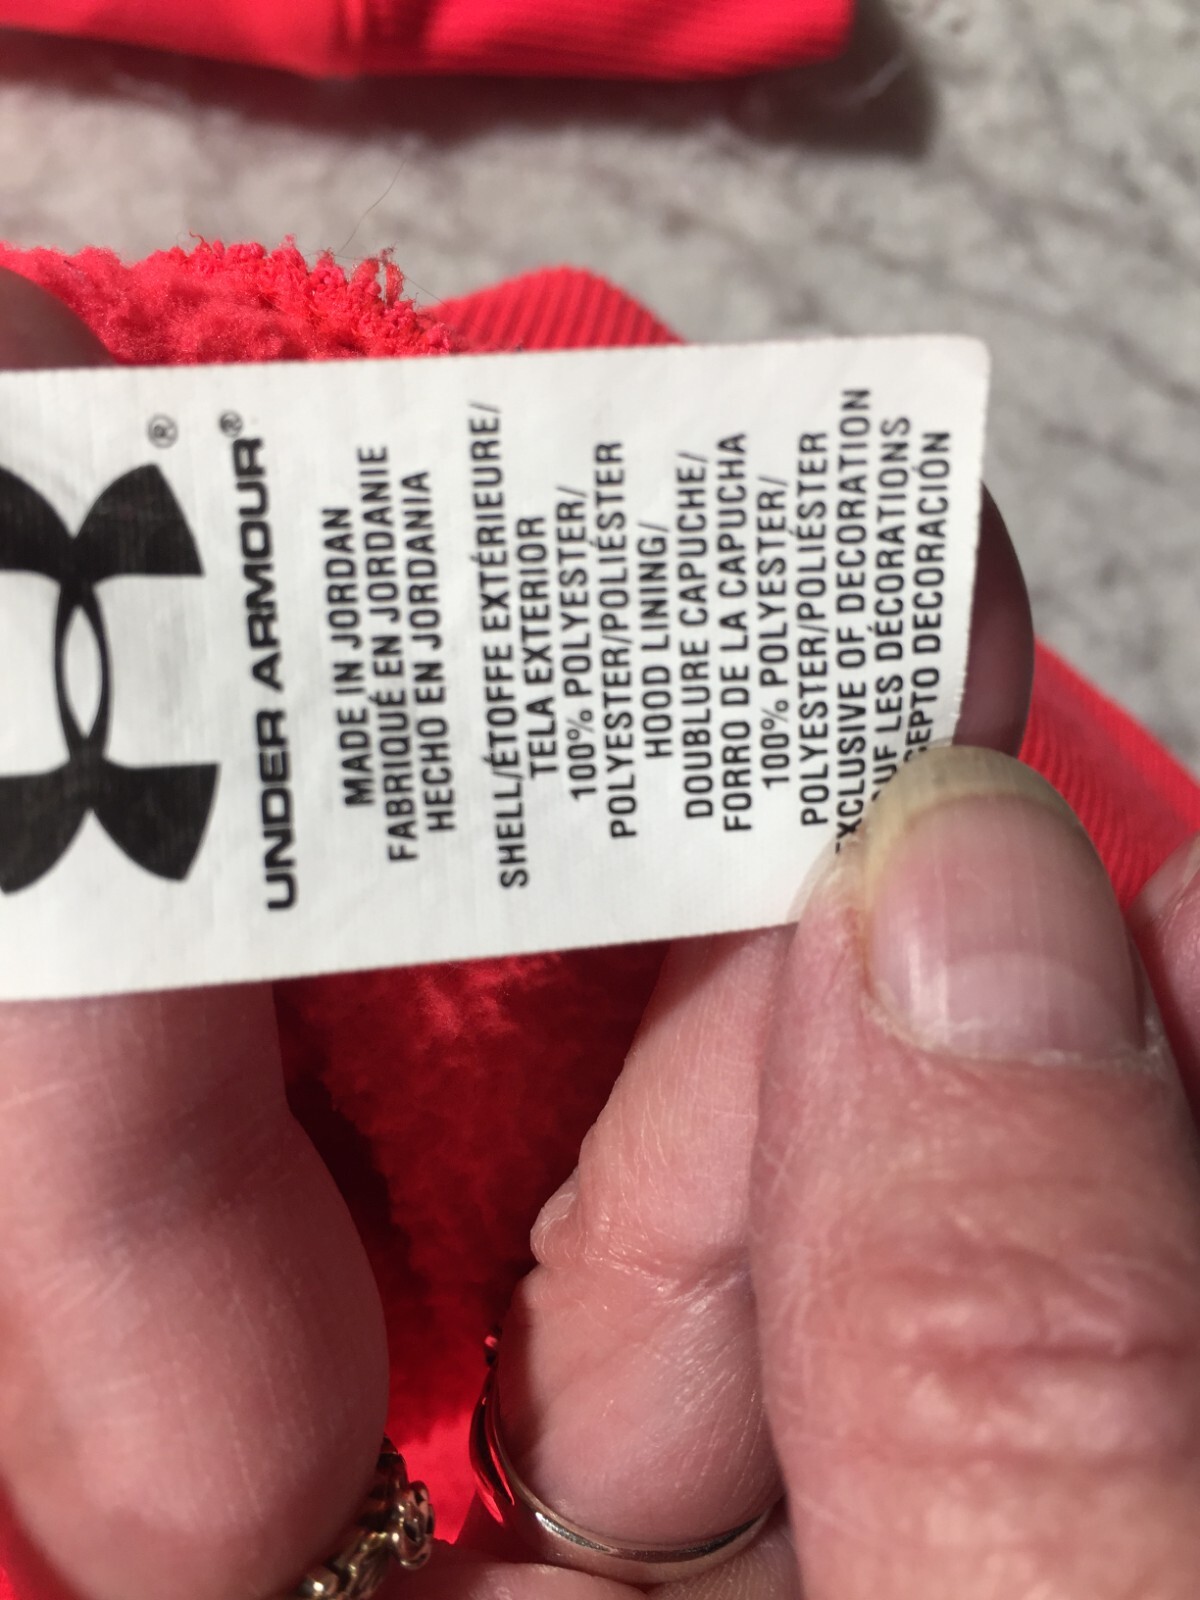 ®
UNDER ARMOUR®
MADE IN JORDAN
FABRIQUÉ EN JORDANIE
HECHO EN JORDANIA
SHELL/ÉTOFFE EXTÉRIEURE/
TELA EXTERIOR
100% POLYESTER/
POLYESTER/POLIÉSTER
HOOD LINING/
DOUBLURE CAPUCHE/
FORRO DE LA CAPUCHA
100% POLYESTER/
POLYESTER/POLIÉSTER
EXCLUSIVE OF DECORATION
LES DÉCORATIONS
DECORACIÓN